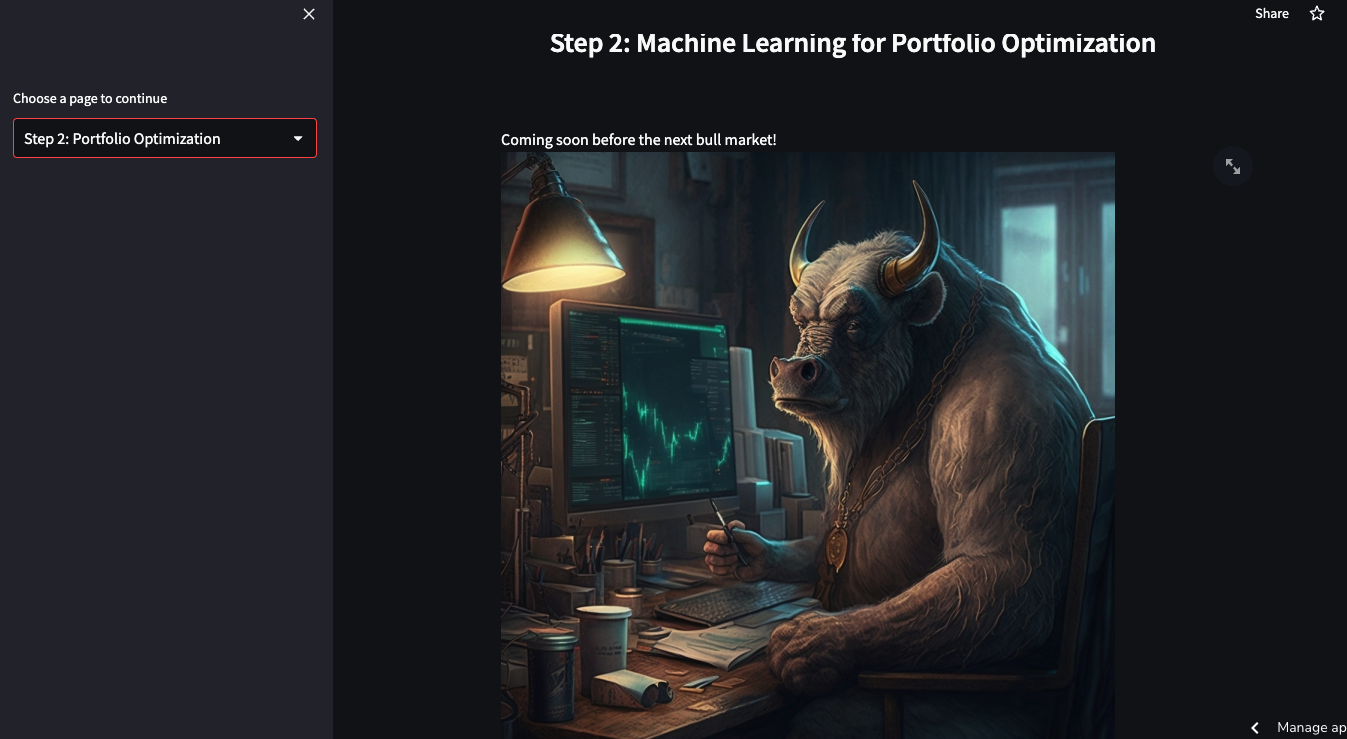 Share
Step 2: Machine Learning for Portfolio Optimization
Choose a page to continue
Step 2: Portfolio Optimization
Coming soon before the next bull market!
Manage ap